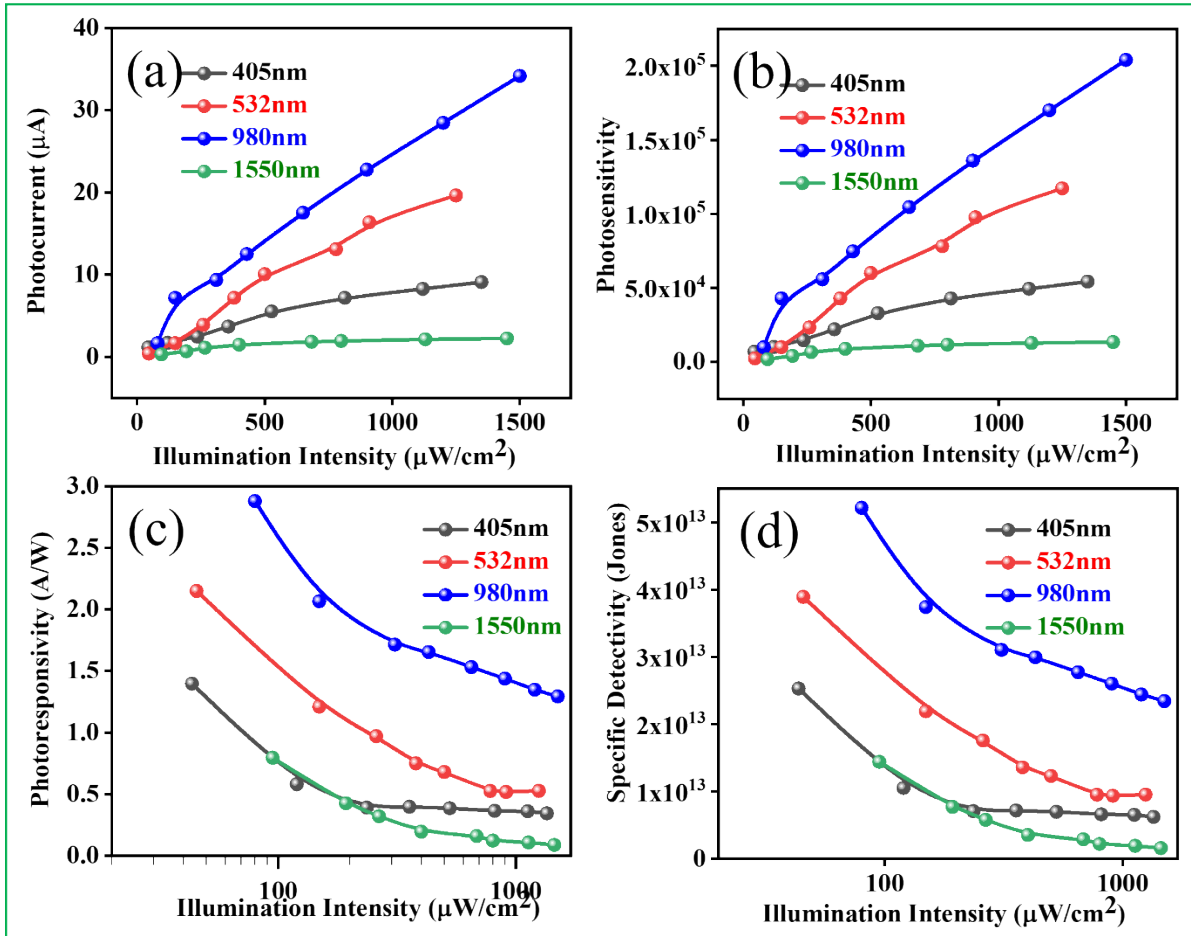 (a)
405nm
532nm
980nm
1550nm
40
30
20
10
0
Photocurrent (μA)
0 500 1000 1500
Illumination Intensity (μW/cm²)
(b)
405nm
532nm
980nm
1550nm
2.0x10⁵
1.5x10⁵
1.0x10⁵
5.0x10⁴
0.0
Photosensitivity
0 500 1000 1500
Illumination Intensity (μW/cm²)
(c)
405nm
532nm
980nm
1550nm
3.0
2.5
2.0
1.5
1.0
0.5
0.0
Photoresponsivity (A/W)
100 1000
Illumination Intensity (μW/cm²)
(d)
405nm
532nm
980nm
1550nm
5x10¹³
4x10¹³
3x10¹³
2x10¹³
1x10¹³
0
Specific Detectivity (Jones)
100 1000
Illumination Intensity (μW/cm²)